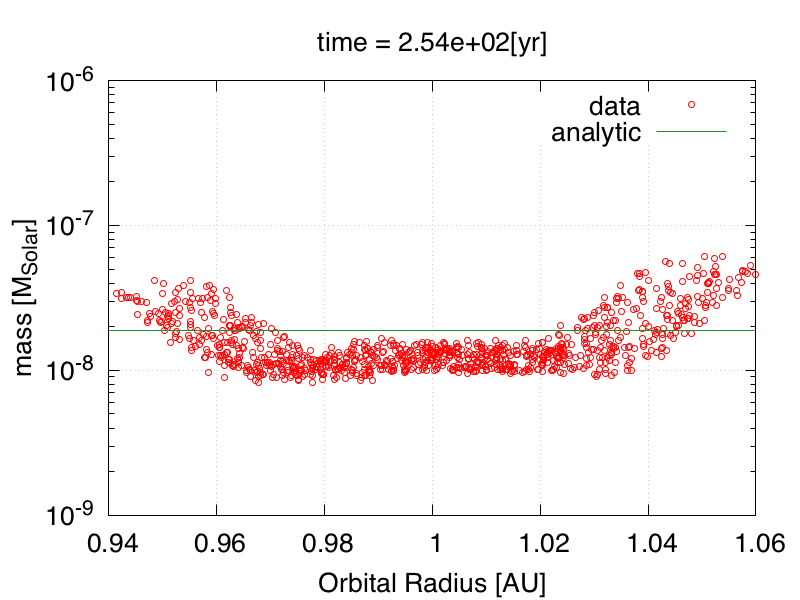 time = 2.54e+02[yr]
data
analytic
10^-6
10^-7
10^-8
10^-9
mass [M_Solar]
0.94 0.96 0.98 1 1.02 1.04 1.06
Orbital Radius [AU]